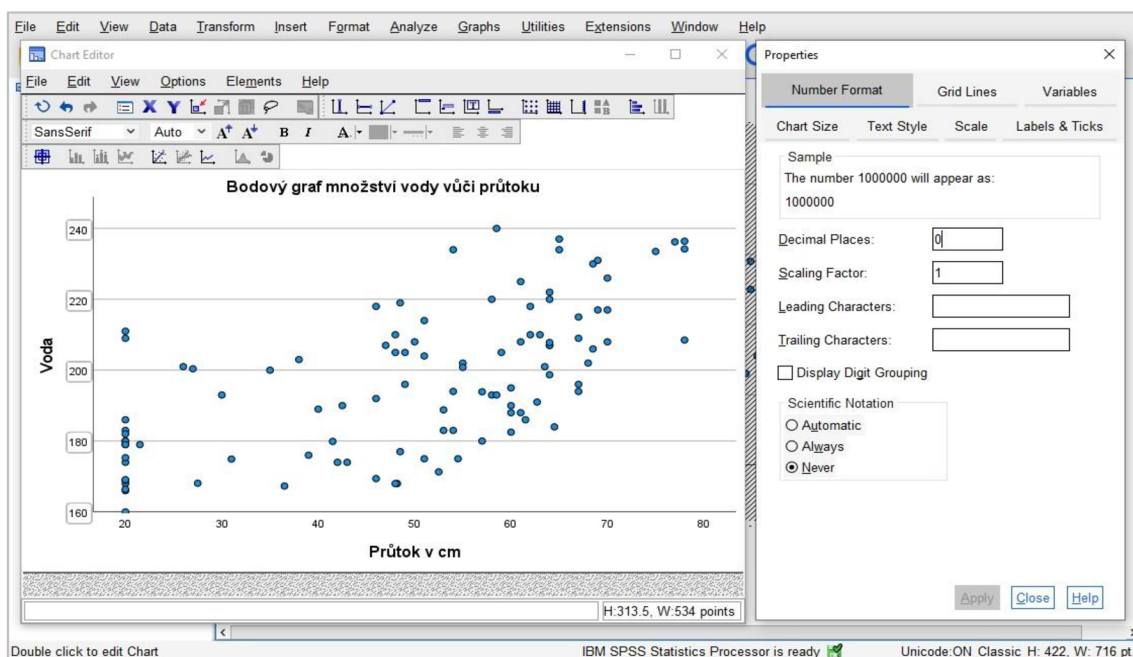 File Edit View Data Transform Insert Format Analyze Graphs Utilities Extensions Window Help
Chart Editor
File Edit View Options Elements Help
SansSerif Auto A A B I A
Bodový graf množství vody vůči průtoku
Voda
240
220
200
180
160
20 30 40 50 60 70 80
Průtok v cm
H:313.5, W:534 points
Properties
Number Format Grid Lines Variables
Chart Size Text Style Scale Labels & Ticks
Sample
The number 1000000 will appear as:
1000000
Decimal Places: 0
Scaling Factor: 1
Leading Characters:
Trailing Characters:
Display Digit Grouping
Scientific Notation
Automatic
Always
Never
Apply Close Help
Double click to edit Chart IBM SPSS Statistics Processor is ready Unicode:ON Classic H: 422, W: 716 pt